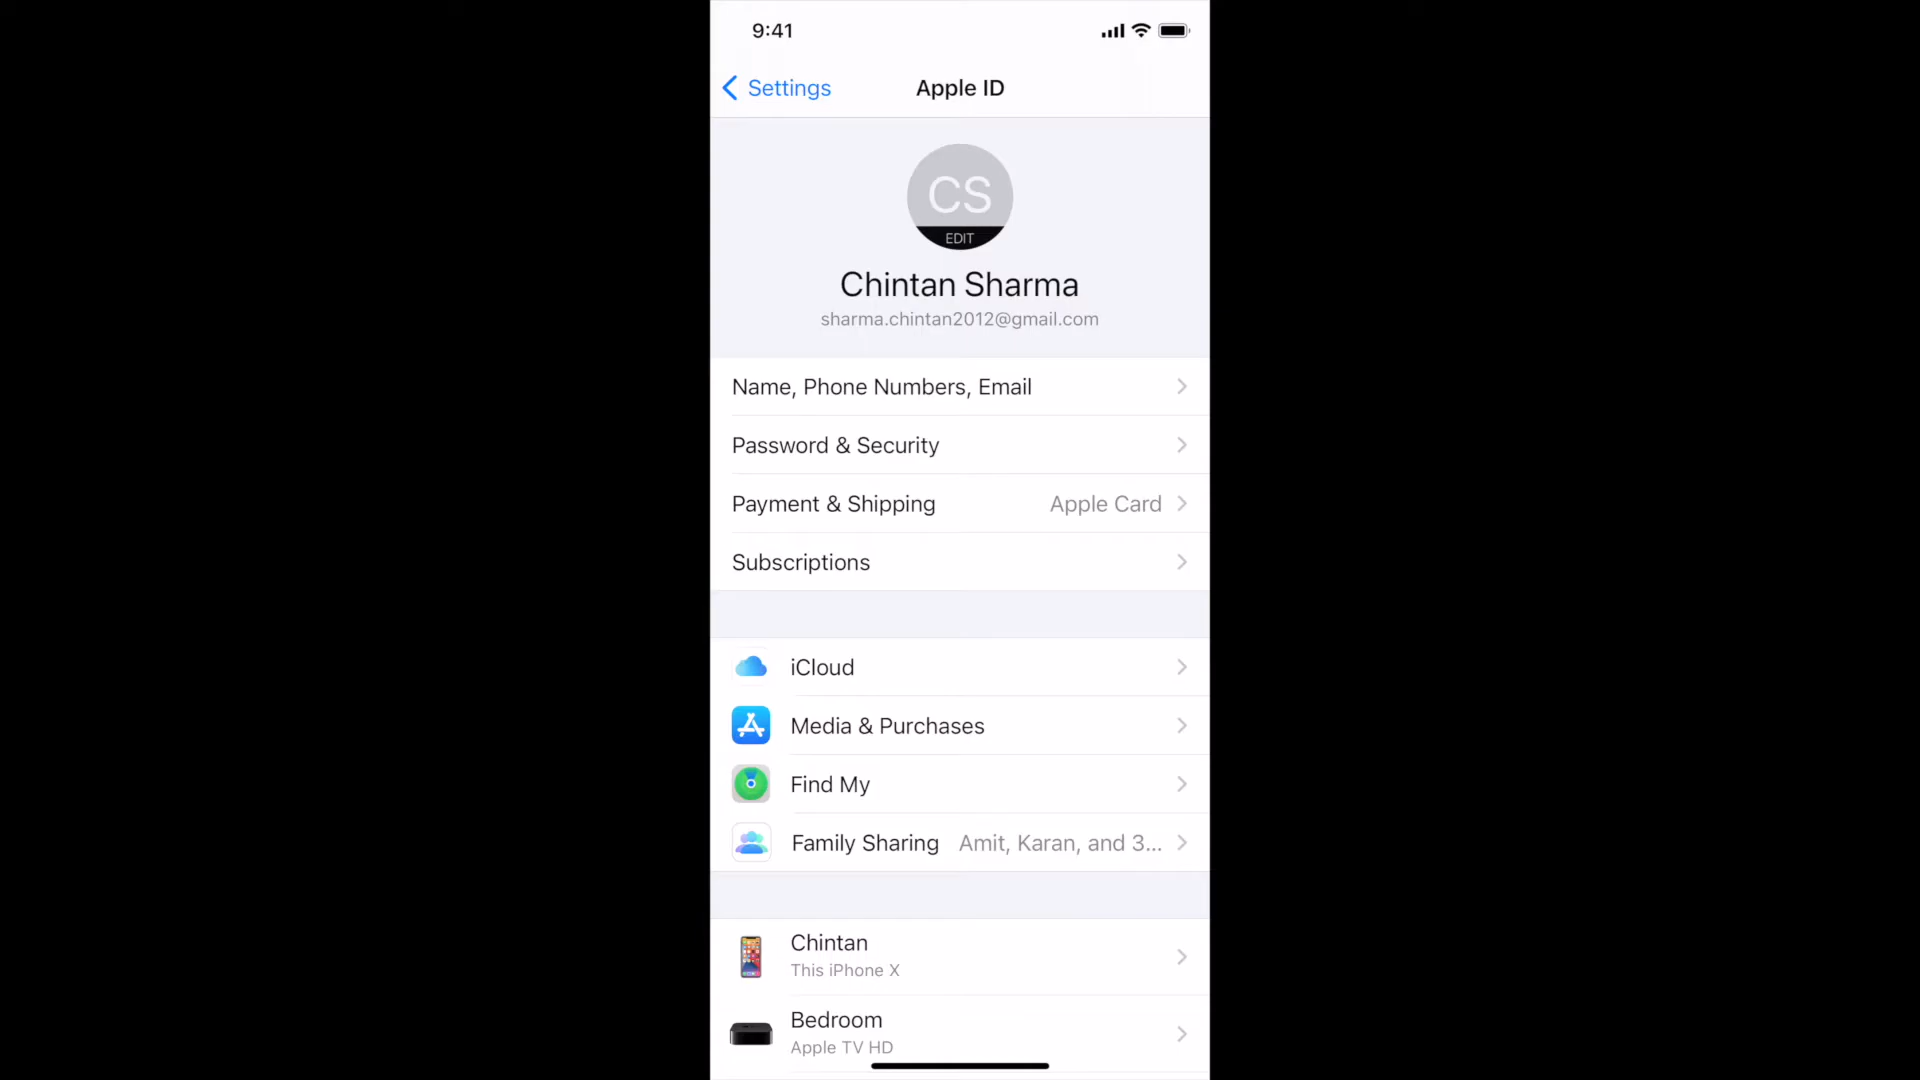 9:41
Settings
Apple ID
CS
EDIT
Chintan Sharma
sharma.chintan2012@gmail.com
Name, Phone Numbers, Email
Password & Security
Payment & Shipping Apple Card
Subscriptions
iCloud
Media & Purchases
Find My
Family Sharing Amit, Karan, and 3...
Chintan
This iPhone X
Bedroom
Apple TV HD